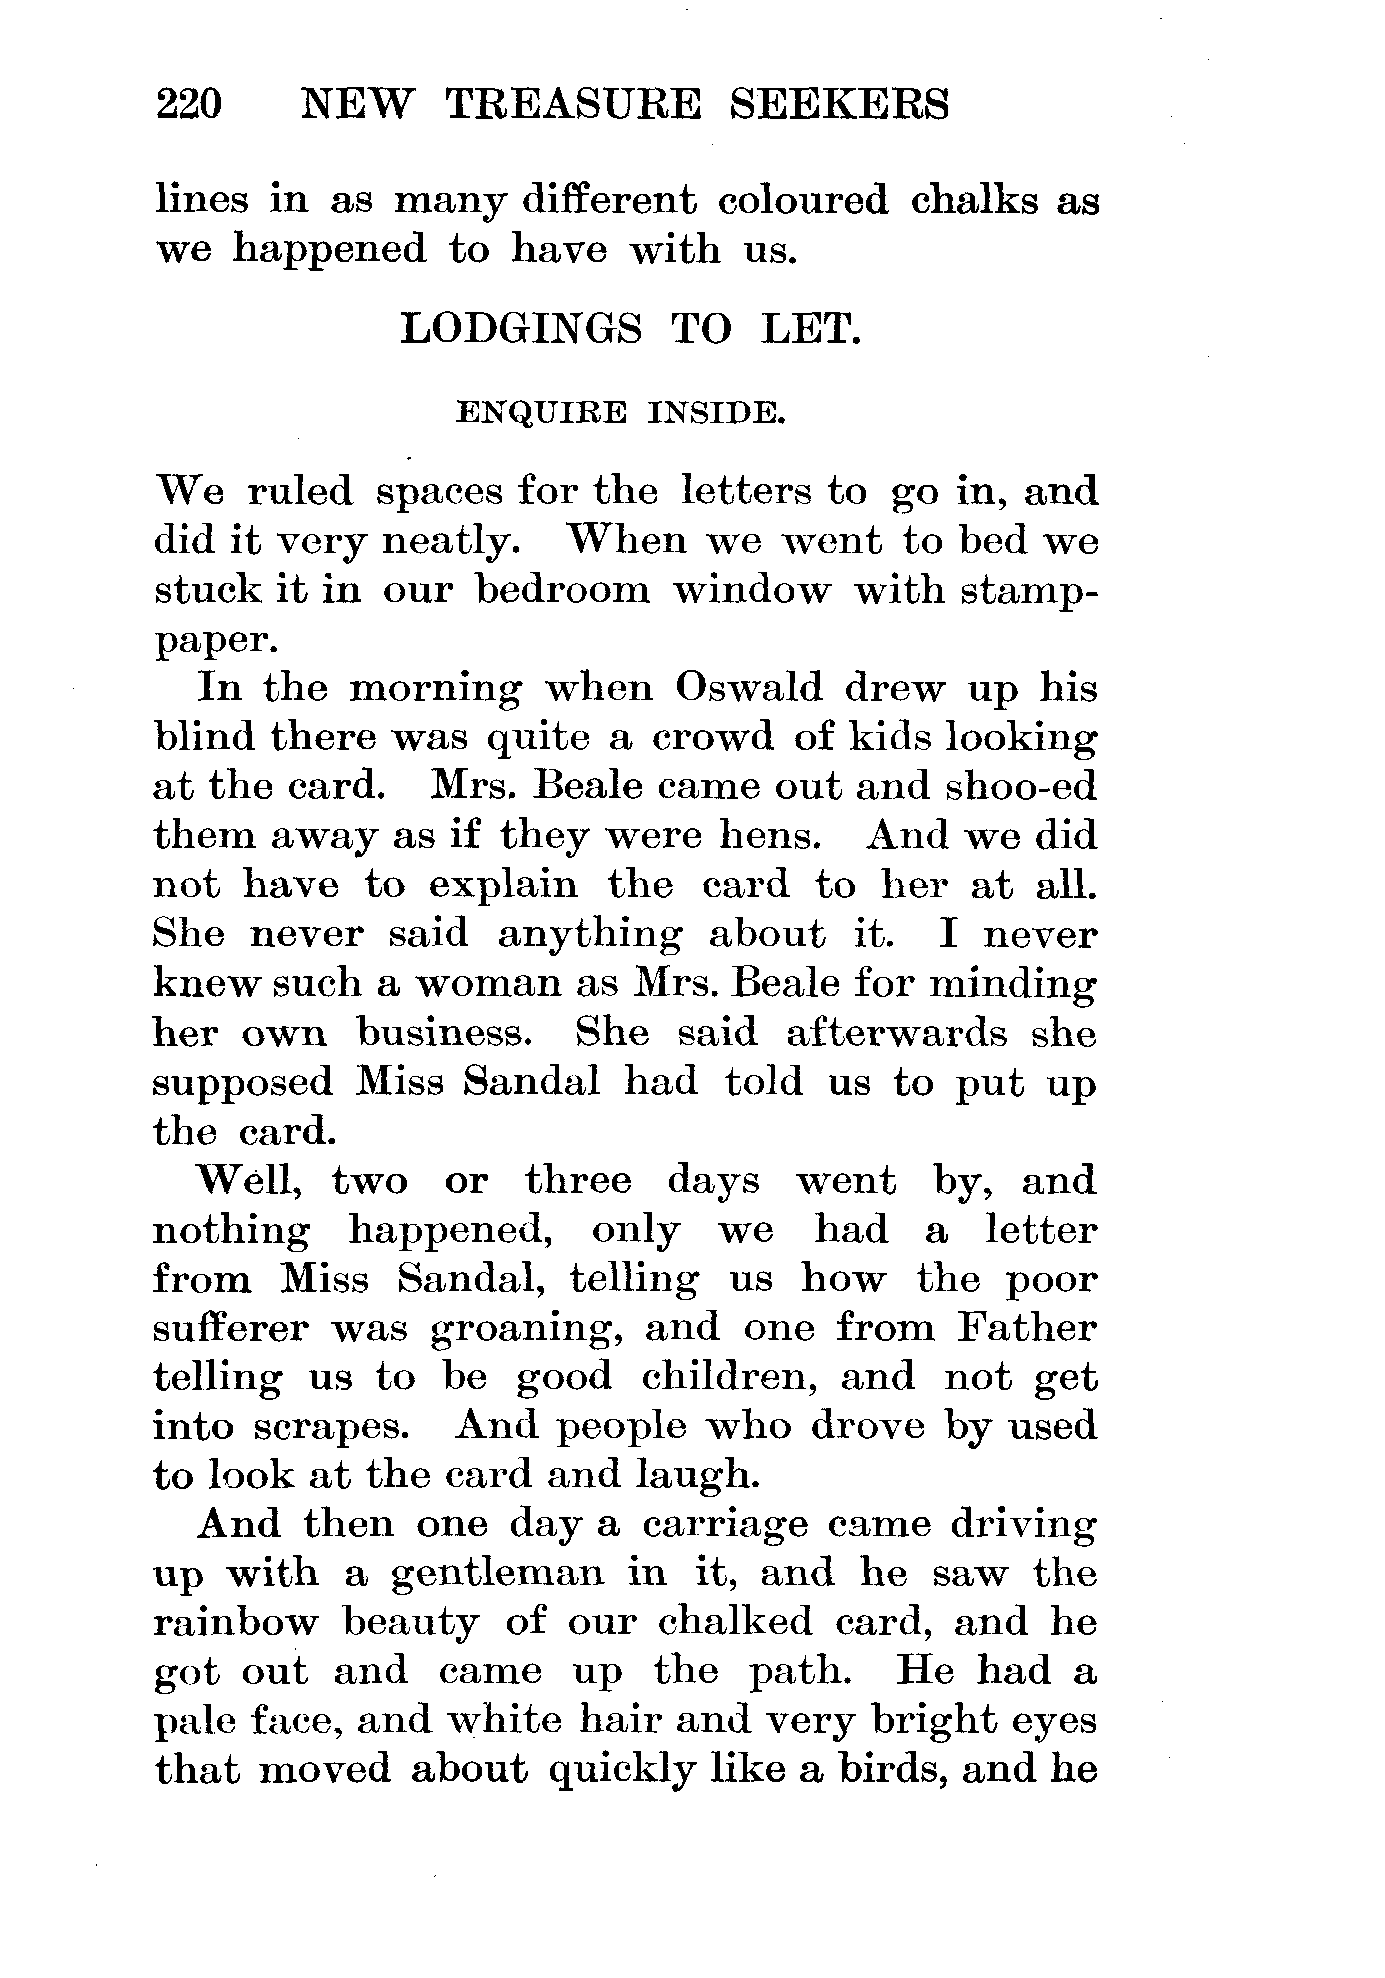 220 NEW TREASURE SEEKERS
lines in as many different coloured chalks as
we happened to have with us.
LODGINGS TO LET.
ENQUIRE INSIDE.
We ruled spaces for the letters to go in, and
did it very neatly. When we went to bed we
stuck it in our bedroom window with stamp-
paper.
In the morning when Oswald drew up his
blind there was quite a crowd of kids looking
at the card. Mrs. Beale came out and shoo-ed
them away as if they were hens. And we did
not have to explain the card to her at all.
She never said anything about it. I never
knew such a woman as Mrs. Beale for minding
her own business. She said afterwards she
supposed Miss Sandal had told us to put up
the card.
Well, two or three days went by, and
nothing happened, only we had a letter
from Miss Sandal, telling us how the poor
sufferer was groaning, and one from Father
telling us to be good children, and not get
into scrapes. And people who drove by used
to look at the card and laugh.
And then one day a carriage came driving
up with a gentleman in it, and he saw the
rainbow beauty of our chalked card, and he
got out and came up the path. He had a
pale face, and white hair and very bright eyes
that moved about quickly like a birds, and he